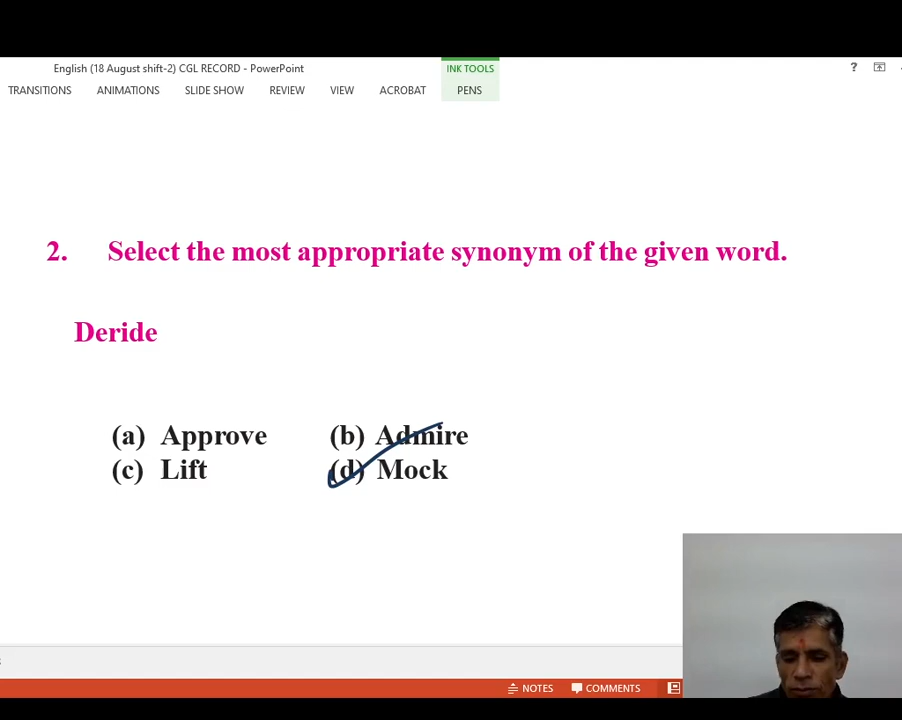 English (18 August shift-2) CGL RECORD - PowerPoint
INK TOOLS
?
TRANSITIONS ANIMATIONS SLIDE SHOW REVIEW VIEW ACROBAT PENS
2. Select the most appropriate synonym of the given word.
Deride
(a) Approve (b) Admire
(c) Lift (d) Mock
NOTES COMMENTS